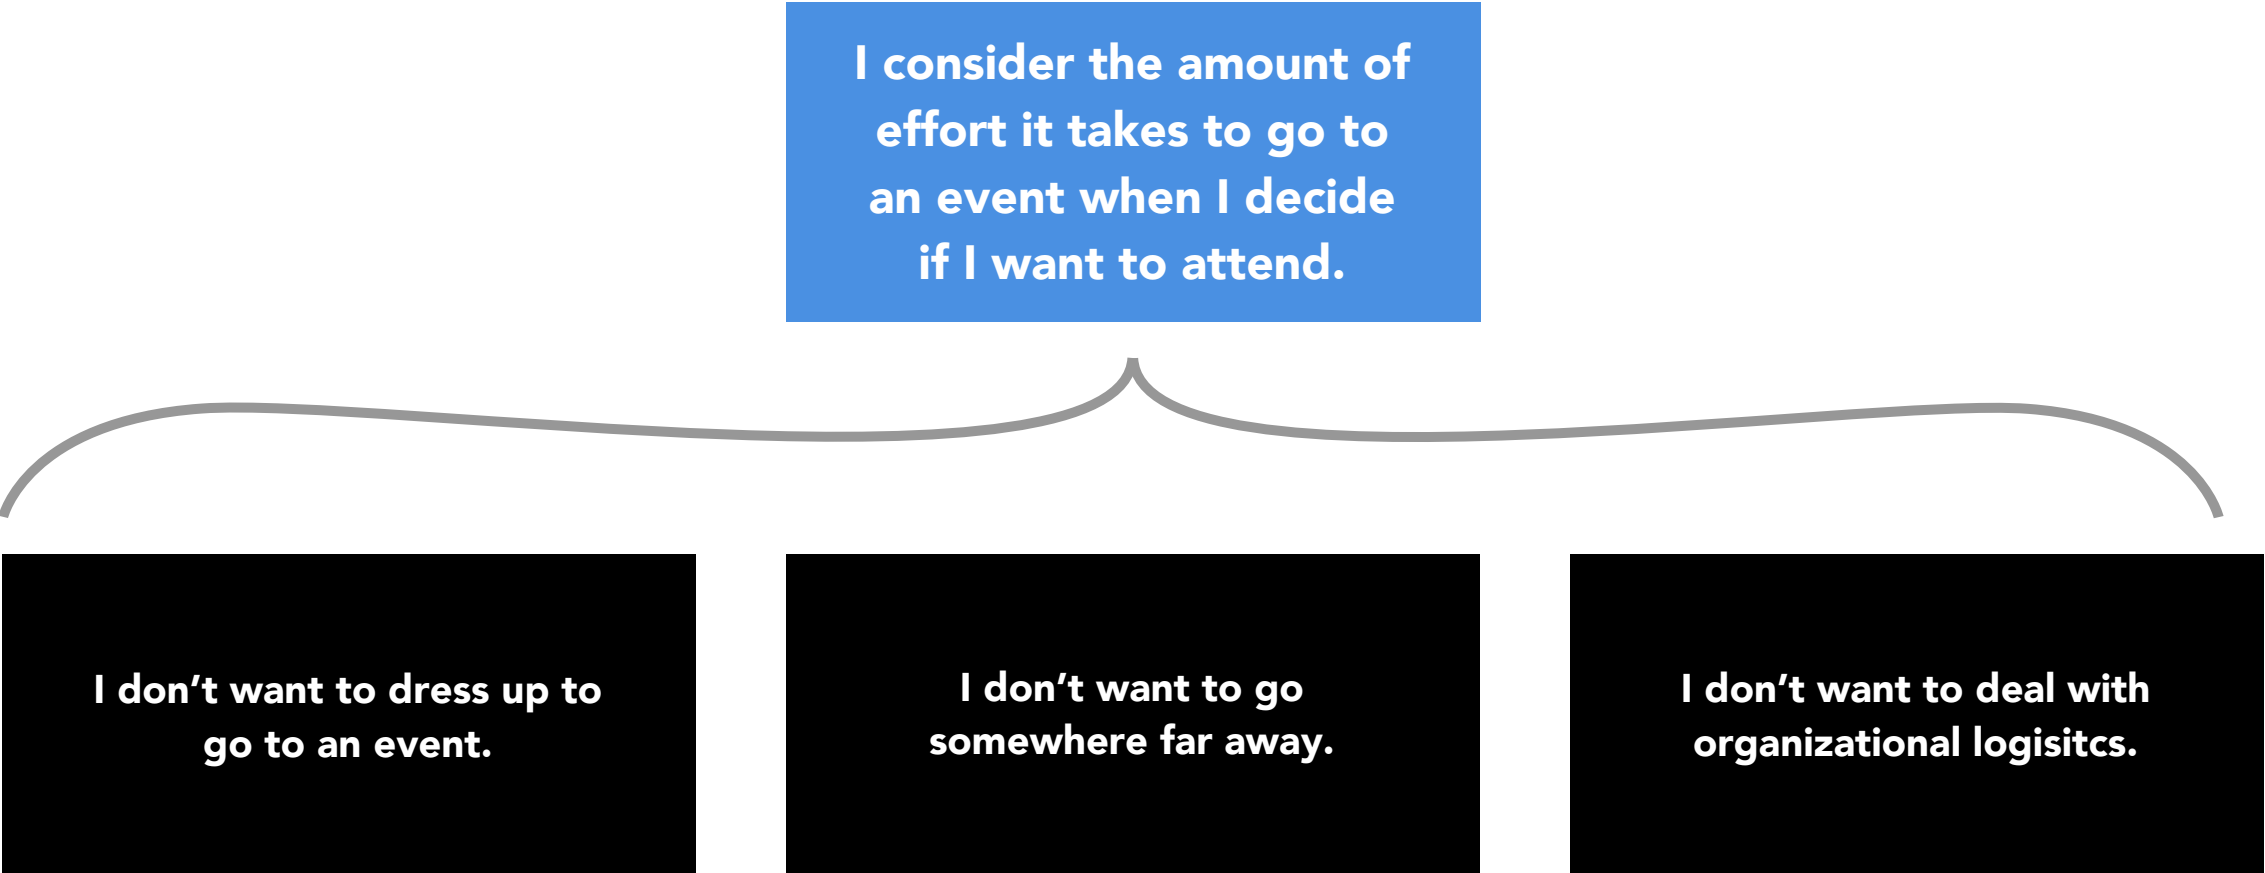 I consider the amount of
effort it takes to go to
an event when I decide
if I want to attend.
I don’t want to dress up to
go to an event.
I don’t want to go
somewhere far away.
I don’t want to deal with
organizational logisitcs.